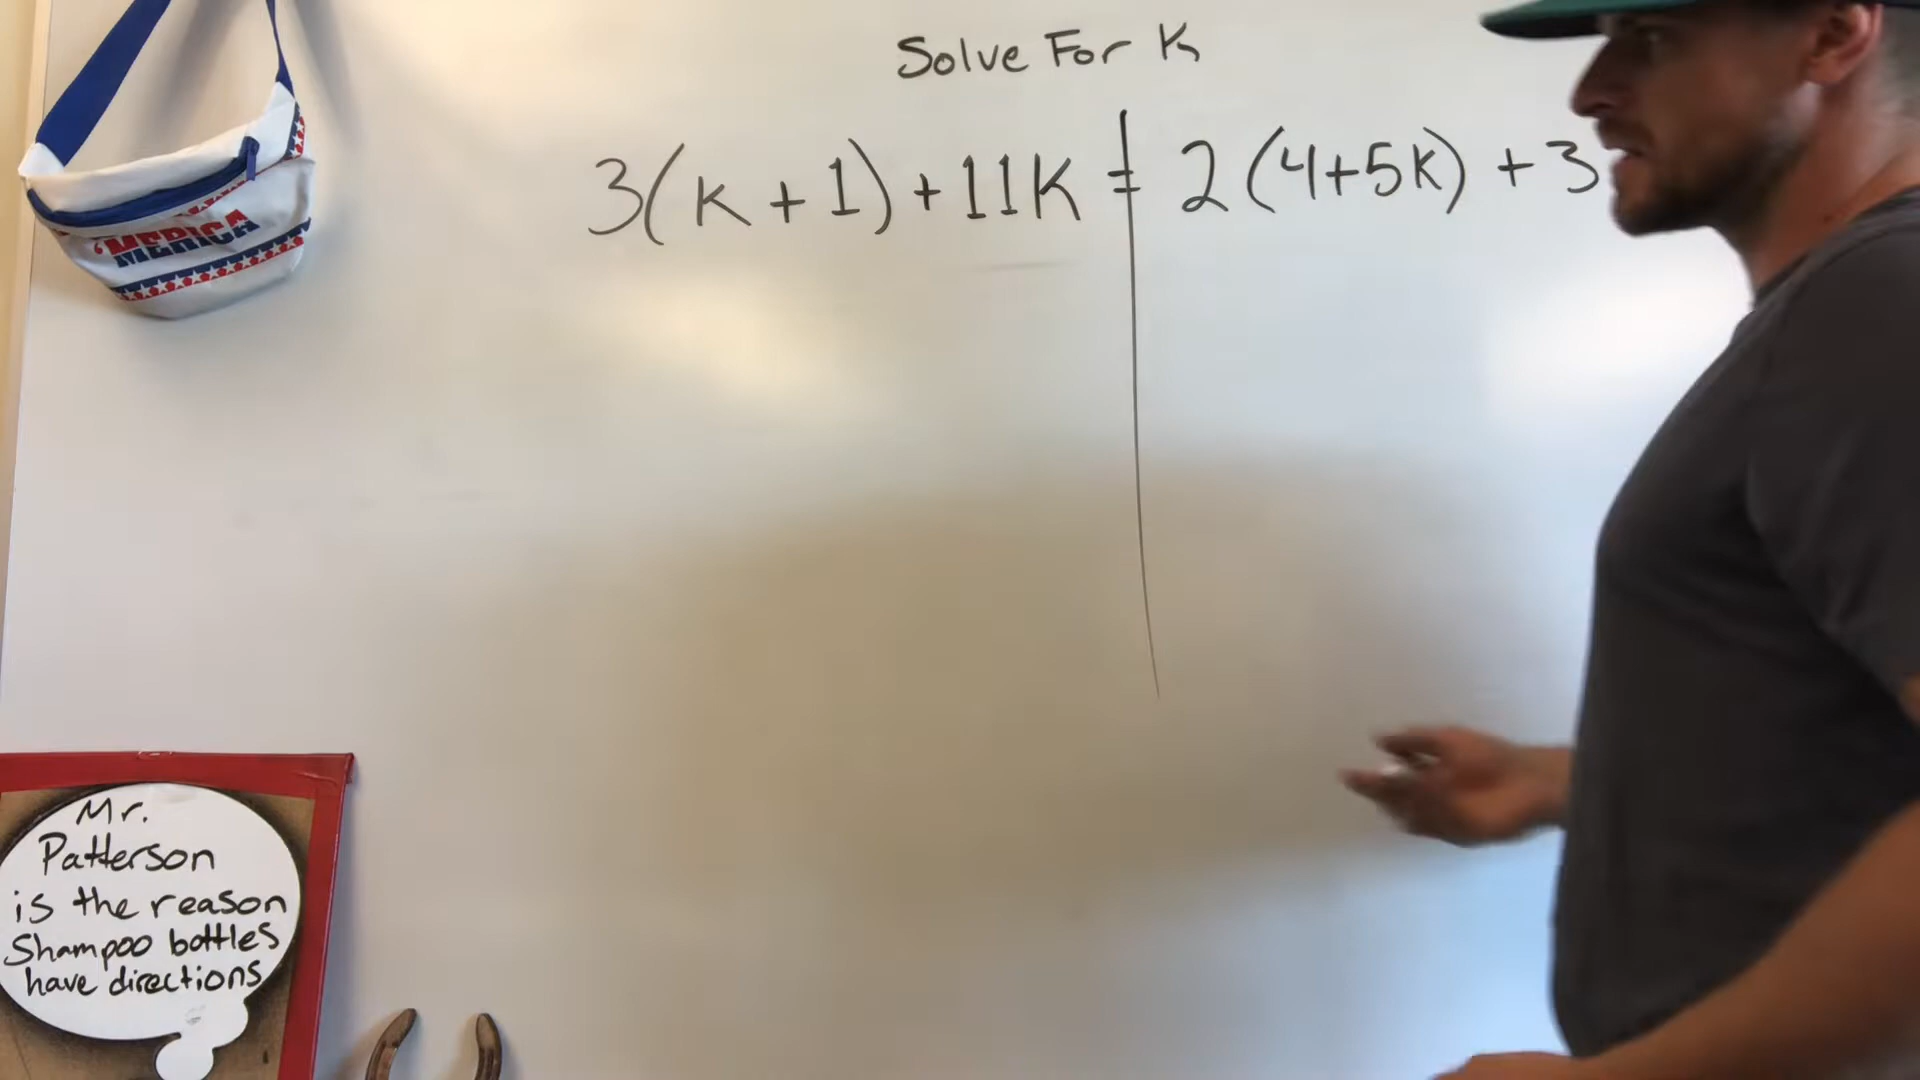 Solve For K
3(k+1)+11k = 2(4+5k)+3
'MERICA
Mr.
Patterson
is the reason
Shampoo bottles
have directions